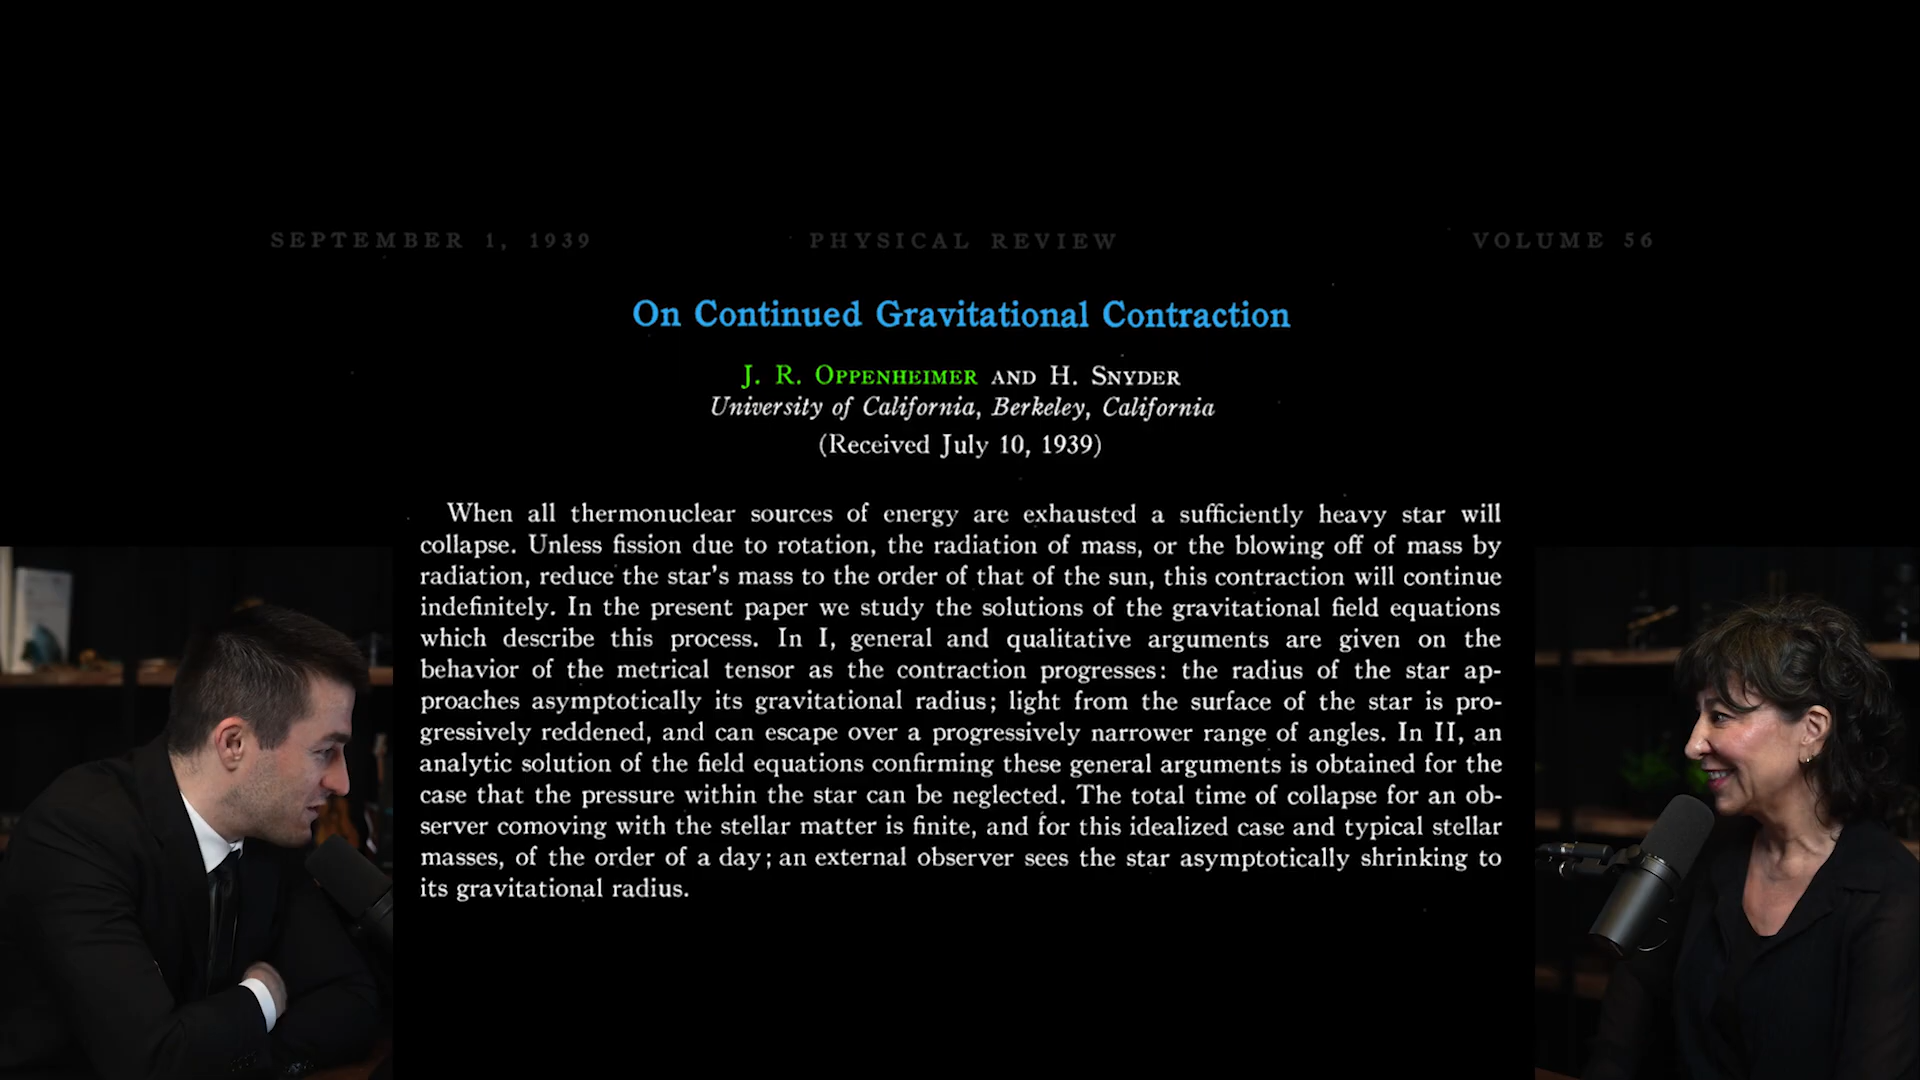 SEPTEMBER 1, 1939 PHYSICAL REVIEW VOLUME 56
On Continued Gravitational Contraction
J. R. OPPENHEIMER AND H. SNYDER
University of California, Berkeley, California
(Received July 10, 1939)
When all thermonuclear sources of energy are exhausted a sufficiently heavy star will
collapse. Unless fission due to rotation, the radiation of mass, or the blowing off of mass by
radiation, reduce the star's mass to the order of that of the sun, this contraction will continue
indefinitely. In the present paper we study the solutions of the gravitational field equations
which describe this process. In I, general and qualitative arguments are given on the
behavior of the metrical tensor as the contraction progresses: the radius of the star ap-
proaches asymptotically its gravitational radius; light from the surface of the star is pro-
gressively reddened, and can escape over a progressively narrower range of angles. In II, an
analytic solution of the field equations confirming these general arguments is obtained for the
case that the pressure within the star can be neglected. The total time of collapse for an ob-
server comoving with the stellar matter is finite, and for this idealized case and typical stellar
masses, of the order of a day; an external observer sees the star asymptotically shrinking to
its gravitational radius.